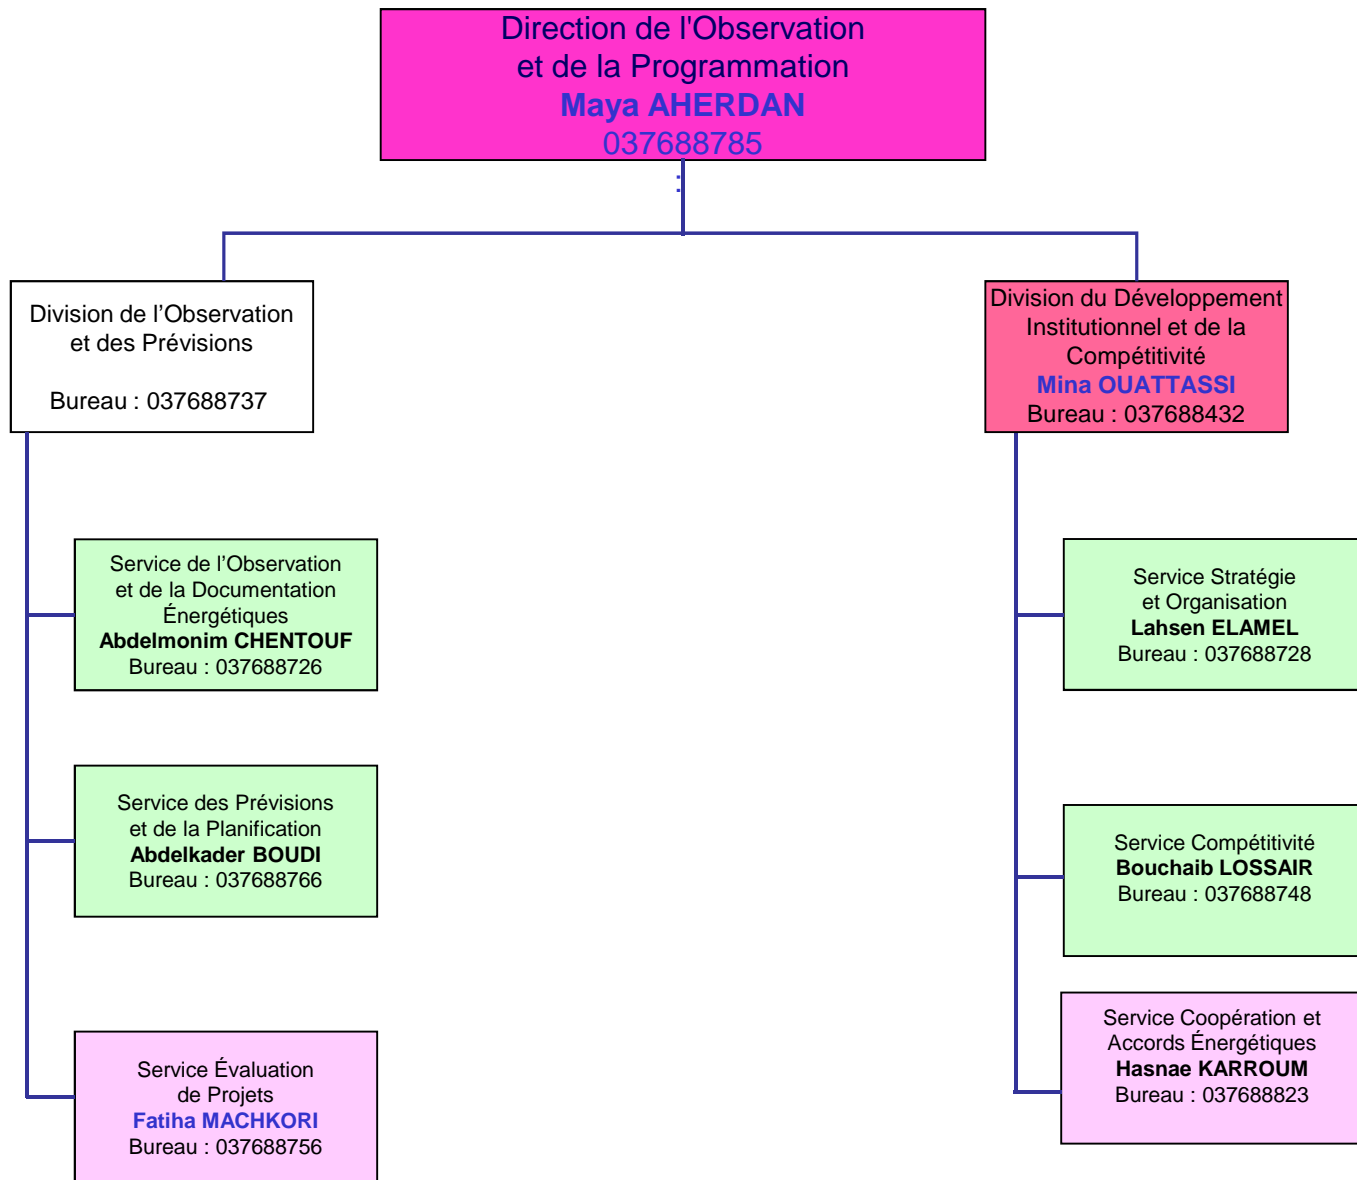 Direction de l'Observation
et de la Programmation
Maya AHERDAN
037688785
:
Division de l’Observation
et des Prévisions
Bureau : 037688737
Service de l’Observation
et de la Documentation
Énergétiques
Abdelmonim CHENTOUF
Bureau : 037688726
Service des Prévisions
et de la Planification
Abdelkader BOUDI
Bureau : 037688766
Service Évaluation
de Projets
Fatiha MACHKORI
Bureau : 037688756
Division du Développement
Institutionnel et de la
Compétitivité
Mina OUATTASSI
Bureau : 037688432
Service Stratégie
et Organisation
Lahsen ELAMEL
Bureau : 037688728
Service Compétitivité
Bouchaib LOSSAIR
Bureau : 037688748
Service Coopération et
Accords Énergétiques
Hasnae KARROUM
Bureau : 037688823